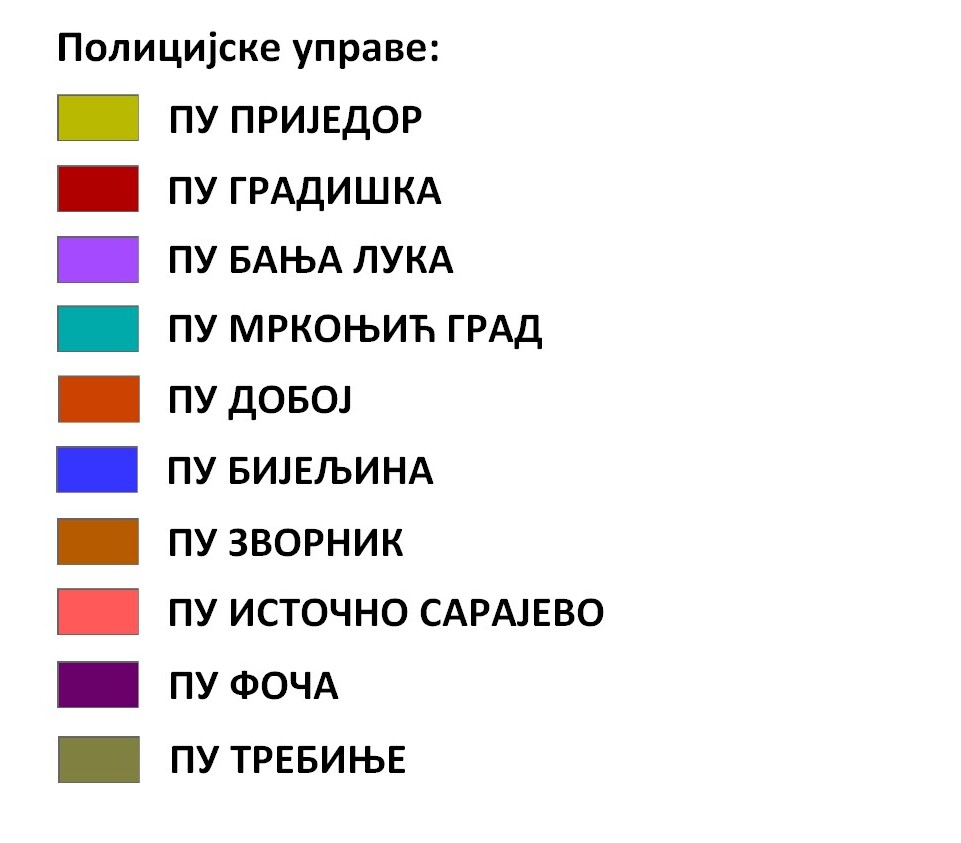 Полицијске управе:
ПУ ПРИЈЕДОР
ПУ ГРАДИШКА
ПУ БАЊА ЛУКА
ПУ МРКОЊИЋ ГРАД
ПУ ДОБОЈ
ПУ БИЈЕЉИНА
ПУ ЗВОРНИК
ПУ ИСТОЧНО САРАЈЕВО
ПУ ФОЧА
ПУ ТРЕБИЊЕ